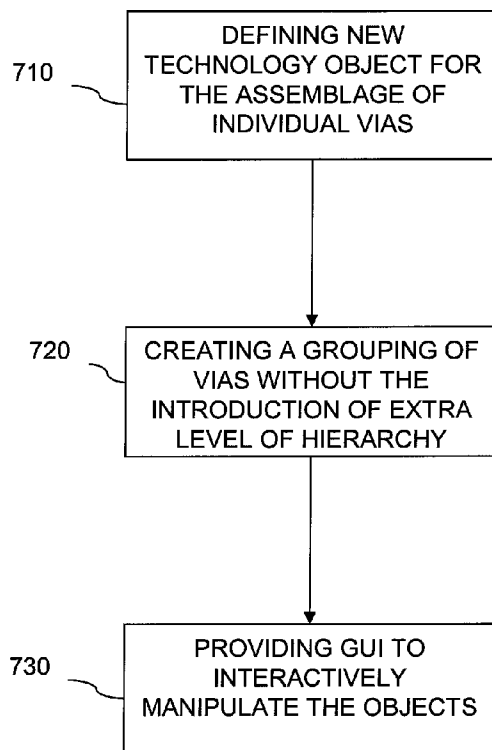 710
DEFINING NEW
TECHNOLOGY OBJECT FOR
THE ASSEMBLAGE OF
INDIVIDUAL VIAS
720
CREATING A GROUPING OF
VIAS WITHOUT THE
INTRODUCTION OF EXTRA
LEVEL OF HIERARCHY
730
PROVIDING GUI TO
INTERACTIVELY
MANIPULATE THE OBJECTS